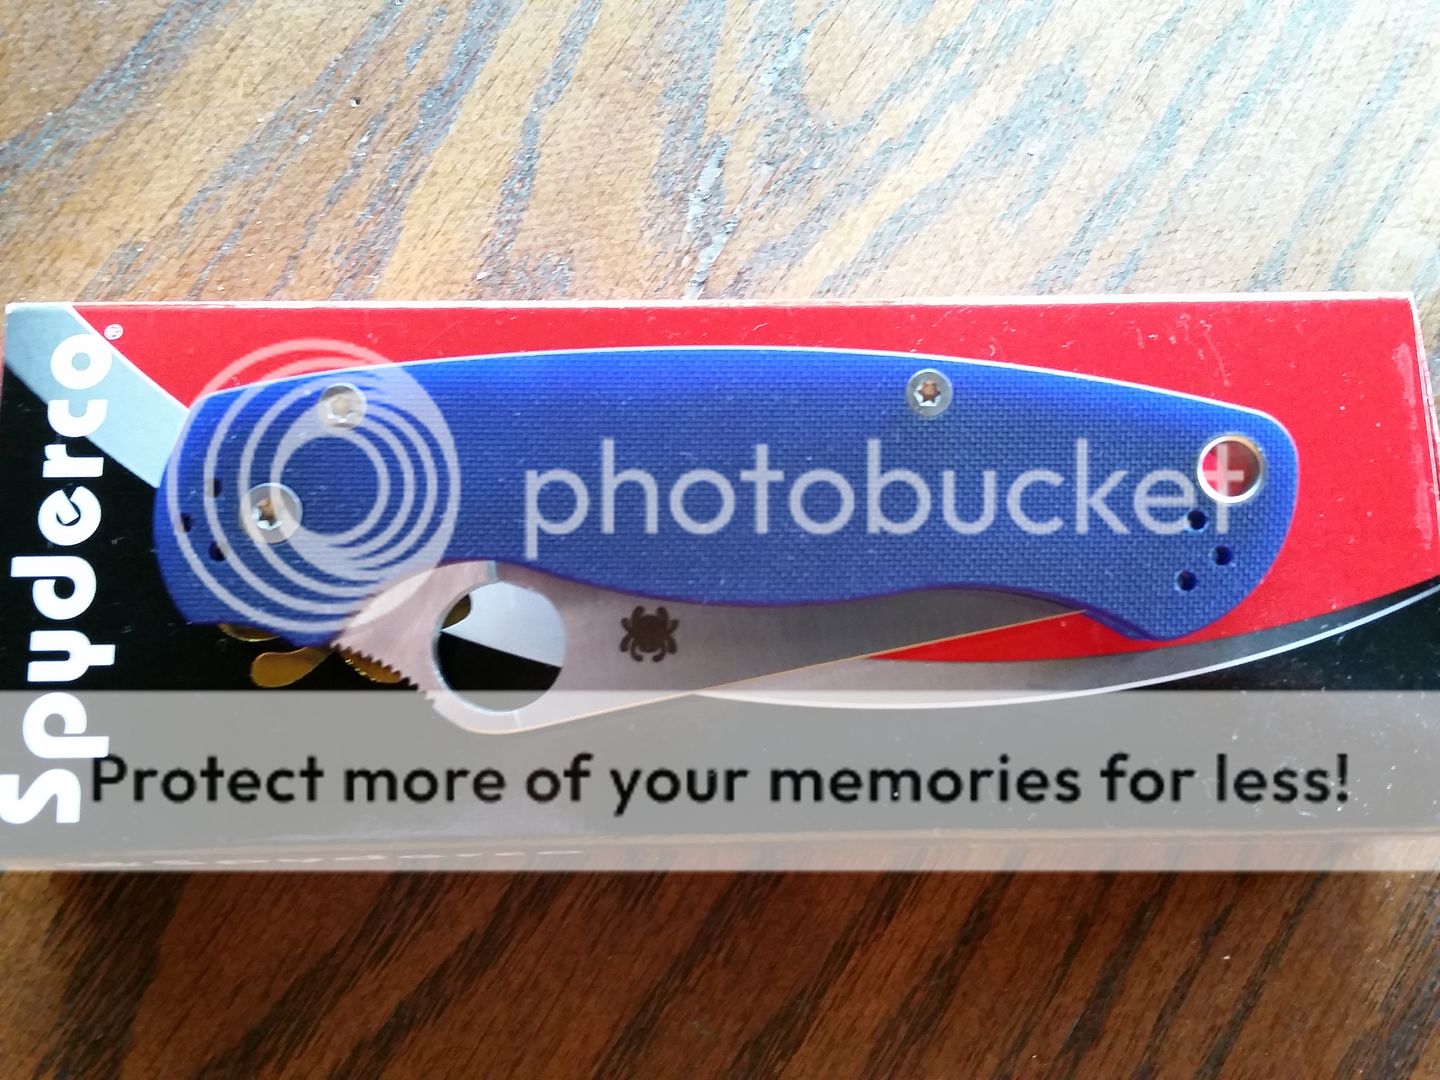 Spyderco®
photobucket
Protect more of your memories for less!